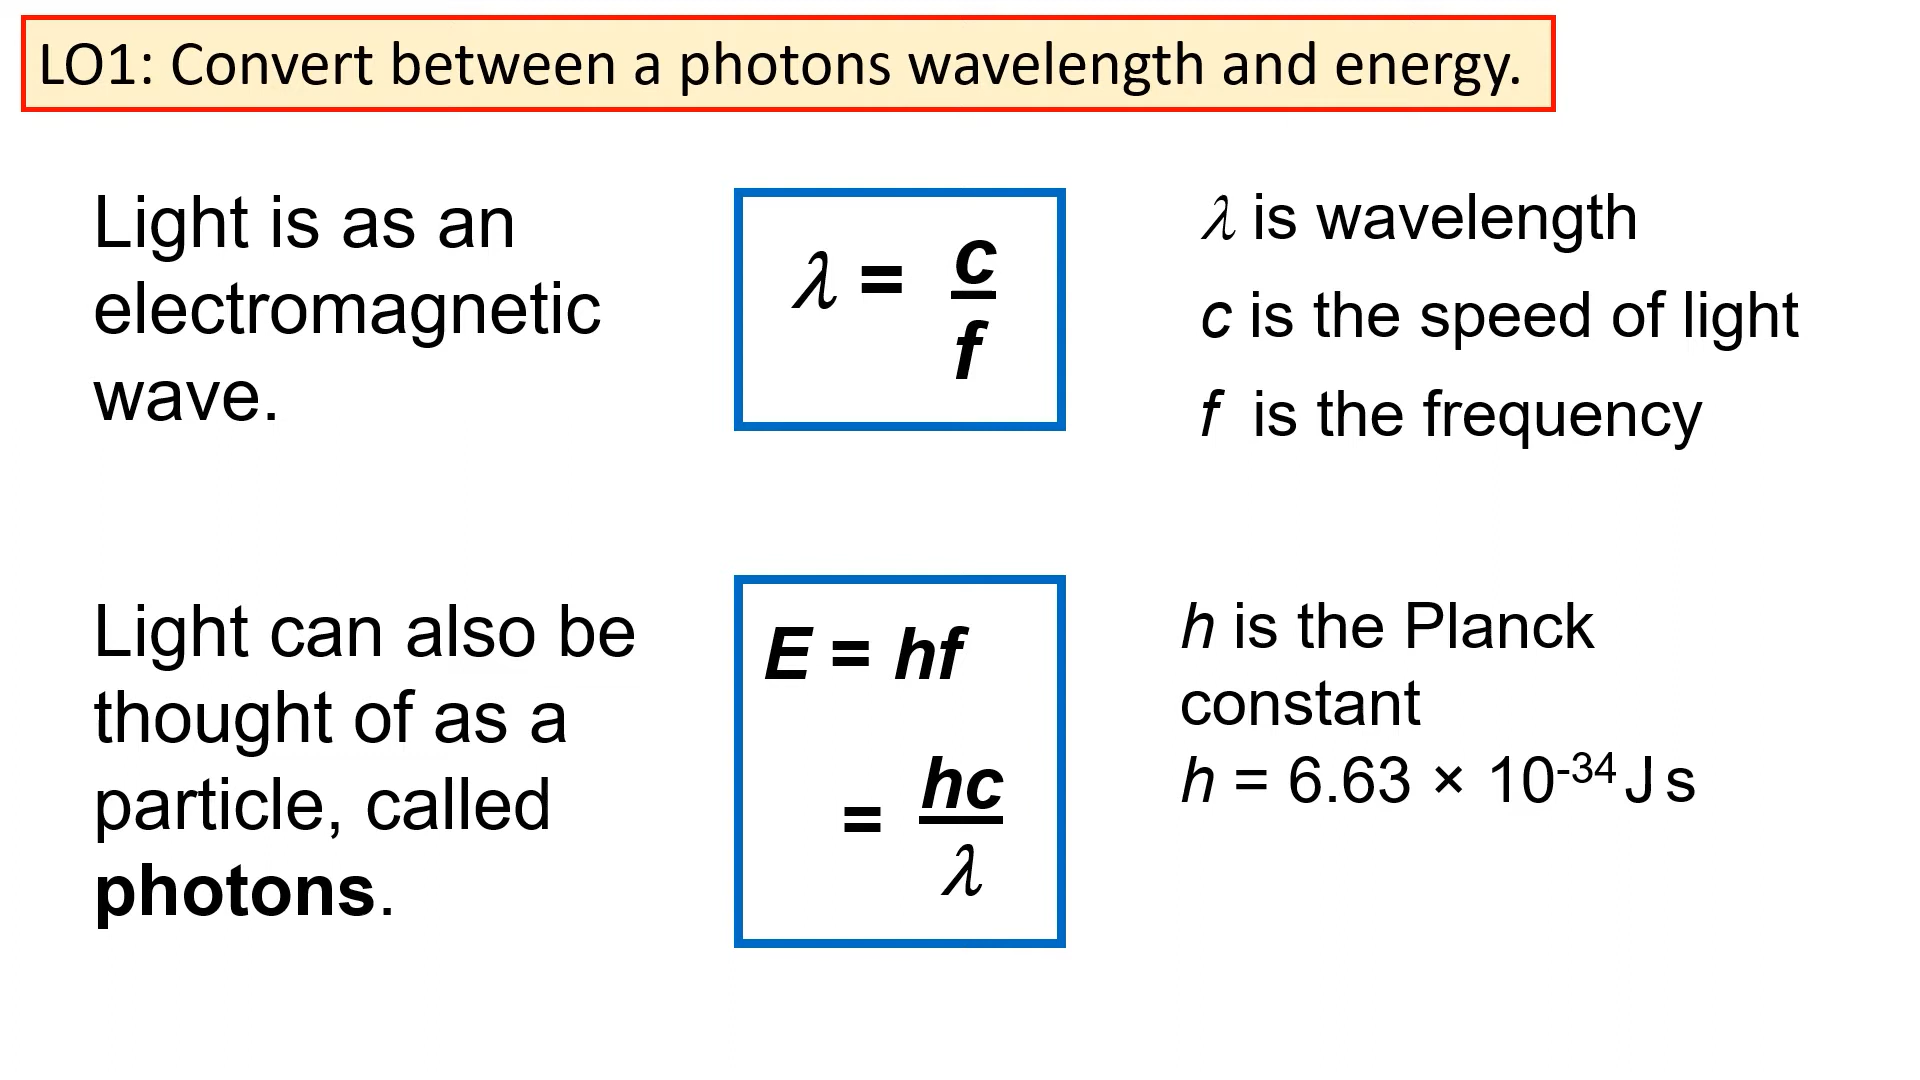 LO1: Convert between a photons wavelength and energy.
Light is as an
electromagnetic
wave.
λ = c/f
λ is wavelength
c is the speed of light
f is the frequency
Light can also be
thought of as a
particle, called
photons.
E = hf
= hc/λ
h is the Planck
constant
h = 6.63 × 10⁻³⁴ J s